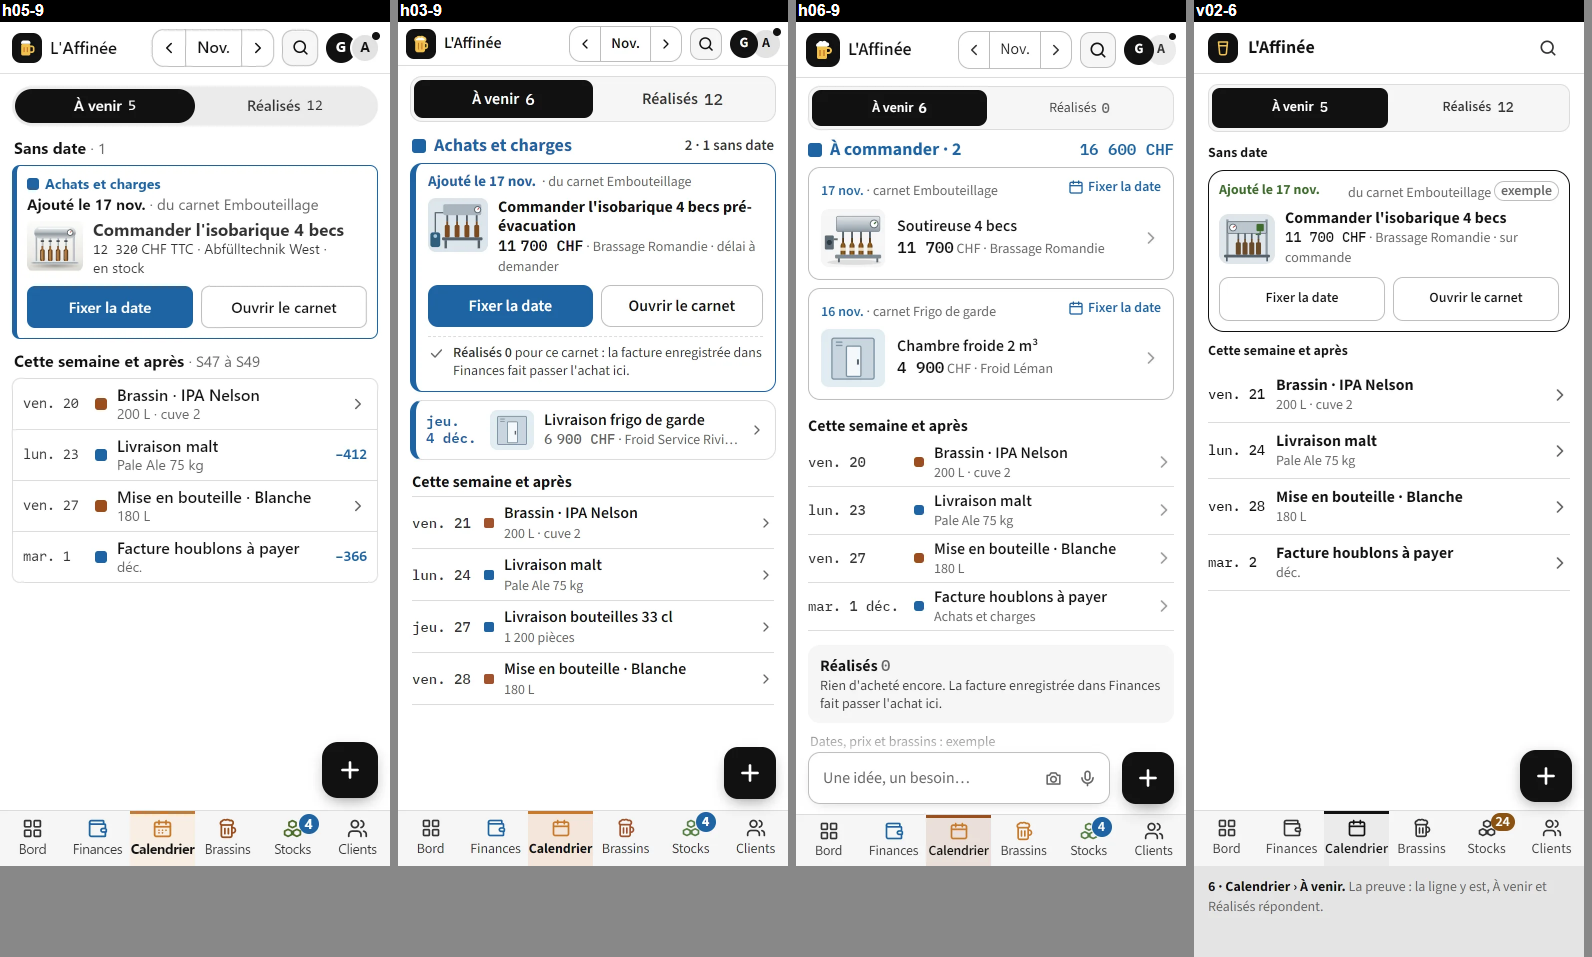 h05-9
L'Affinée
Nov.
G A
À venir 5
Réalisés 12
Sans date · 1
Achats et charges
Ajouté le 17 nov. · du carnet Embouteillage
Commander l'isobarique 4 becs
12 320 CHF TTC · Abfülltechnik West ·
en stock
Fixer la date
Ouvrir le carnet
Cette semaine et après · S47 à S49
ven. 20 Brassin · IPA Nelson
200 L · cuve 2
lun. 23 Livraison malt −412
Pale Ale 75 kg
ven. 27 Mise en bouteille · Blanche
180 L
mar. 1 Facture houblons à payer −366
déc.
4
Bord Finances Calendrier Brassins Stocks Clients
h03-9
L'Affinée
Nov.
G A
À venir 6
Réalisés 12
Achats et charges 2 · 1 sans date
Ajouté le 17 nov. · du carnet Embouteillage
Commander l'isobarique 4 becs pré-
évacuation
11 700 CHF · Brassage Romandie · délai à
demander
Fixer la date
Ouvrir le carnet
Réalisés 0 pour ce carnet : la facture enregistrée dans
Finances fait passer l'achat ici.
jeu. Livraison frigo de garde
4 déc. 6 900 CHF · Froid Service Rivi…
Cette semaine et après
ven. 21 Brassin · IPA Nelson
200 L · cuve 2
lun. 24 Livraison malt
Pale Ale 75 kg
jeu. 27 Livraison bouteilles 33 cl
1 200 pièces
ven. 28 Mise en bouteille · Blanche
180 L
4
Bord Finances Calendrier Brassins Stocks Clients
h06-9
L'Affinée
Nov.
G A
À venir 6
Réalisés 0
À commander · 2 16 600 CHF
17 nov. · carnet Embouteillage Fixer la date
Soutireuse 4 becs
11 700 CHF · Brassage Romandie
16 nov. · carnet Frigo de garde Fixer la date
Chambre froide 2 m³
4 900 CHF · Froid Léman
Cette semaine et après
ven. 20 Brassin · IPA Nelson
200 L · cuve 2
lun. 23 Livraison malt
Pale Ale 75 kg
ven. 27 Mise en bouteille · Blanche
180 L
mar. 1 déc. Facture houblons à payer
Achats et charges
Réalisés 0
Rien d'acheté encore. La facture enregistrée dans Finances
fait passer l'achat ici.
Dates, prix et brassins : exemple
Une idée, un besoin…
4
Bord Finances Calendrier Brassins Stocks Clients
v02-6
L'Affinée
À venir 5
Réalisés 12
Sans date
Ajouté le 17 nov. du carnet Embouteillage exemple
Commander l'isobarique 4 becs
11 700 CHF · Brassage Romandie · sur
commande
Fixer la date
Ouvrir le carnet
Cette semaine et après
ven. 21 Brassin · IPA Nelson
200 L · cuve 2
lun. 24 Livraison malt
Pale Ale 75 kg
ven. 28 Mise en bouteille · Blanche
180 L
mar. 2 Facture houblons à payer
déc.
24
Bord Finances Calendrier Brassins Stocks Clients
6 · Calendrier › À venir. La preuve : la ligne y est, À venir et
Réalisés répondent.